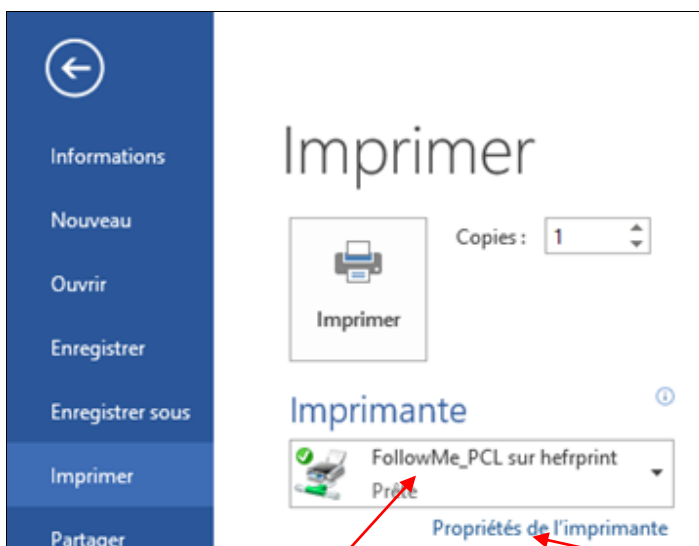 Imprimer
Informations
Nouveau
Copies : 1
Ouvrir
Imprimer
Enregistrer
Enregistrer sous
Imprimante
FollowMe_PCL sur hefrprint
Imprimer
Prête
Propriétés de l'imprimante
Partager